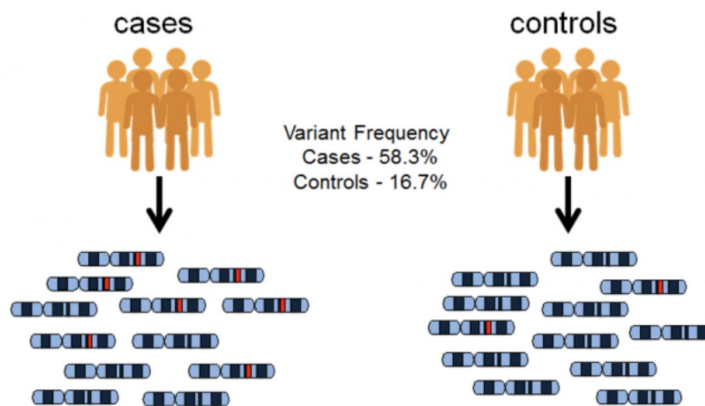 cases
controls
Variant Frequency
Cases - 58.3%
Controls - 16.7%